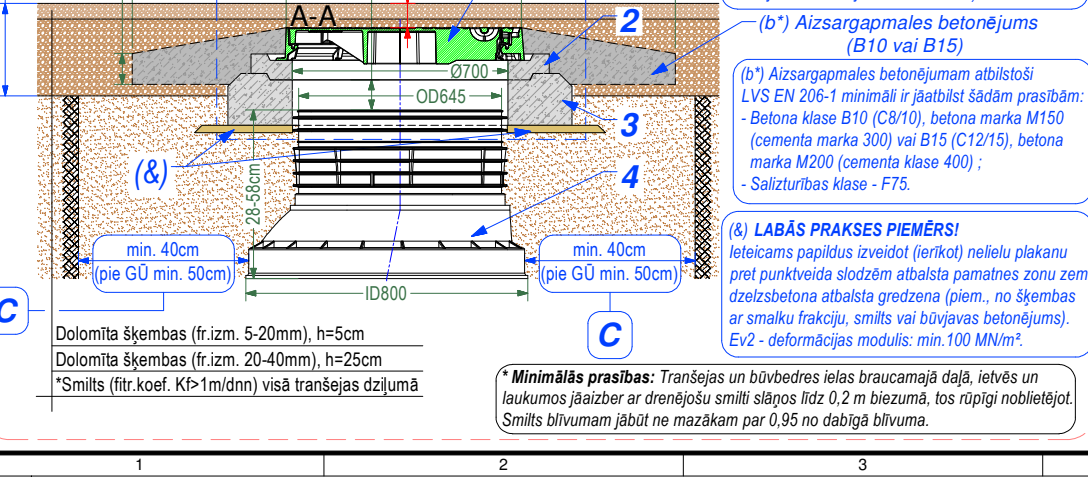 A-A
2
(b*) Aizsargapmales betonējums
(B10 vai B15)
Ø700
OD645
3
(&)
28-58cm
4
(b*) Aizsargapmales betonējumam atbilstoši
LVS EN 206-1 minimāli ir jāatbilst šādām prasībām:
- Betona klase B10 (C8/10), betona marka M150
(cementa marka 300) vai B15 (C12/15), betona
marka M200 (cementa klase 400) ;
- Salizturības klase - F75.
min. 40cm
(pie GŪ min. 50cm)
min. 40cm
(pie GŪ min. 50cm)
ID800
C
C
(&) LABĀS PRAKSES PIEMĒRS!
Ieteicams papildus izveidot (ierīkot) nelielu plakanu
pret punktveida slodzēm atbalsta pamatnes zonu zem
dzelzsbetona atbalsta gredzena (piem., no šķembas
ar smalku frakciju, smilts vai būvjavas betonējums).
Ev2 - deformācijas modulis: min.100 MN/m².
Dolomīta šķembas (fr.izm. 5-20mm), h=5cm
Dolomīta šķembas (fr.izm. 20-40mm), h=25cm
*Smilts (fitr.koef. Kf>1m/dnn) visā tranšejas dziļumā
* Minimālās prasības: Tranšejas un būvbedres ielas braucamajā daļā, ietvēs un
laukumos jāaizber ar drenējošu smilti slāņos līdz 0,2 m biezumā, tos rūpīgi noblietējot.
Smilts blīvumam jābūt ne mazākam par 0,95 no dabīgā blīvuma.
1
2
3